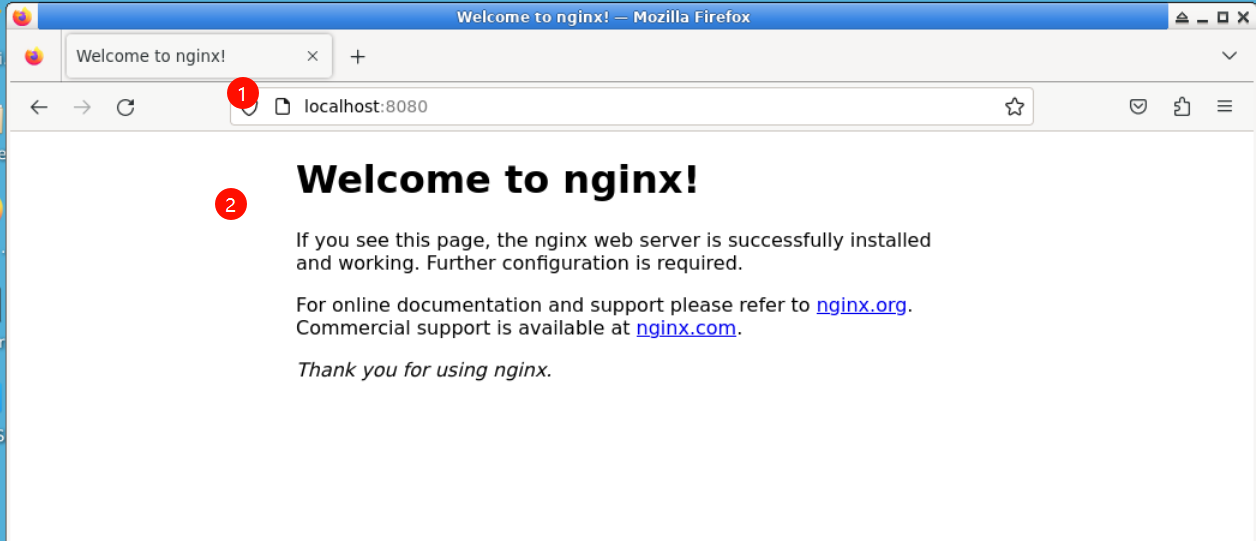 Welcome to nginx! — Mozilla Firefox
Welcome to nginx!
1
localhost:8080
Welcome to nginx!
2
If you see this page, the nginx web server is successfully installed
and working. Further configuration is required.
For online documentation and support please refer to nginx.org.
Commercial support is available at nginx.com.
Thank you for using nginx.